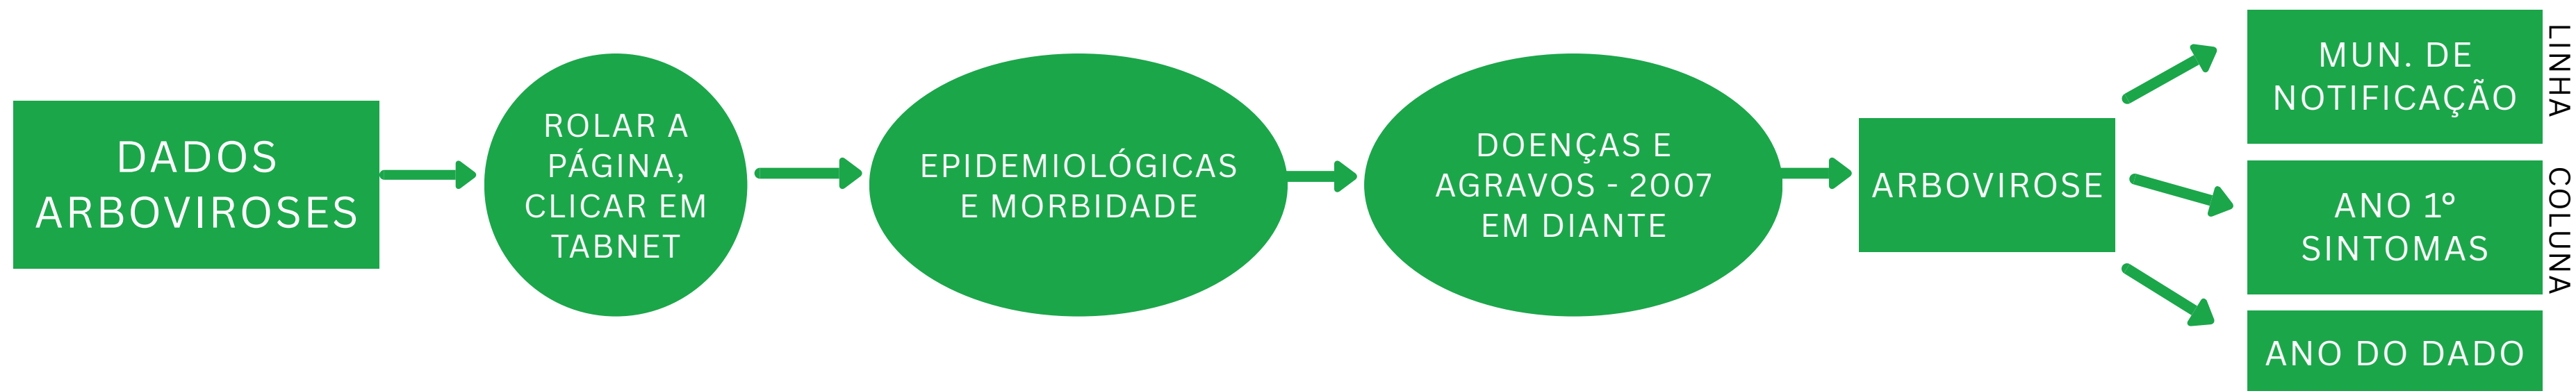 DADOS
ARBOVIROSES
ROLAR A
PÁGINA,
CLICAR EM
TABNET
EPIDEMIOLÓGICAS
E MORBIDADE
DOENÇAS E
AGRAVOS - 2007
EM DIANTE
ARBOVIROSE
MUN. DE
NOTIFICAÇÃO
LINHA
ANO 1º
SINTOMAS
COLUNA
ANO DO DADO